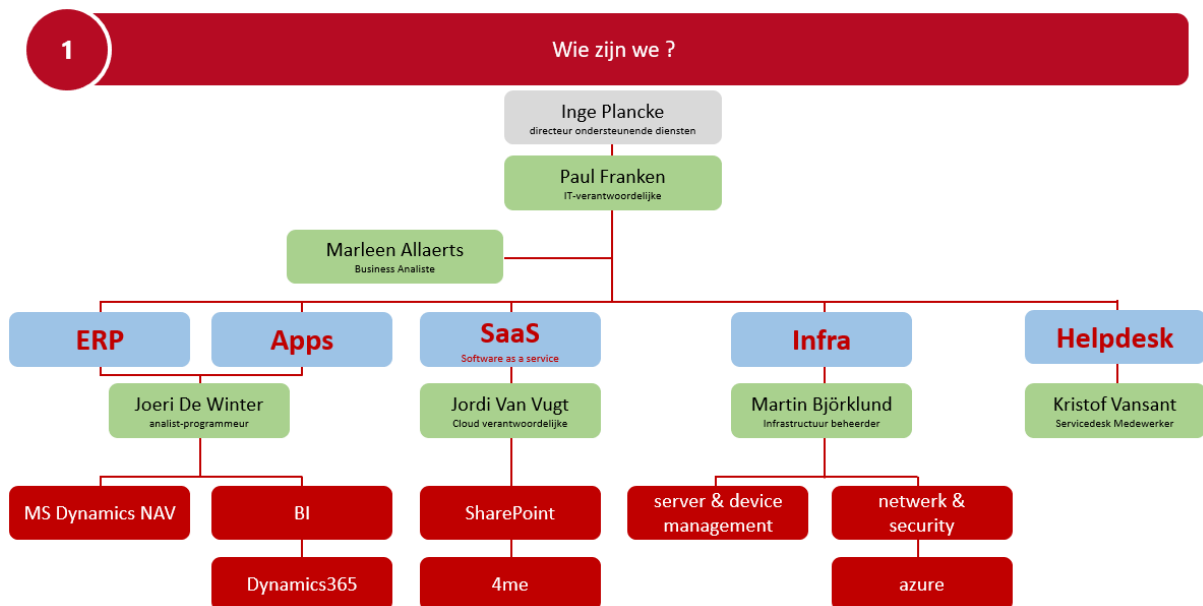 1
Wie zijn we ?
Inge Plancke
directeur ondersteunende diensten
Paul Franken
IT-verantwoordelijke
Marleen Allaerts
Business Analiste
ERP
Apps
SaaS
Software as a service
Infra
Helpdesk
Joeri De Winter
analist-programmeur
Jordi Van Vugt
Cloud verantwoordelijke
Martin Björklund
Infrastructuur beheerder
Kristof Vansant
Servicedesk Medewerker
MS Dynamics NAV
BI
SharePoint
server & device
management
netwerk &
security
Dynamics365
4me
azure